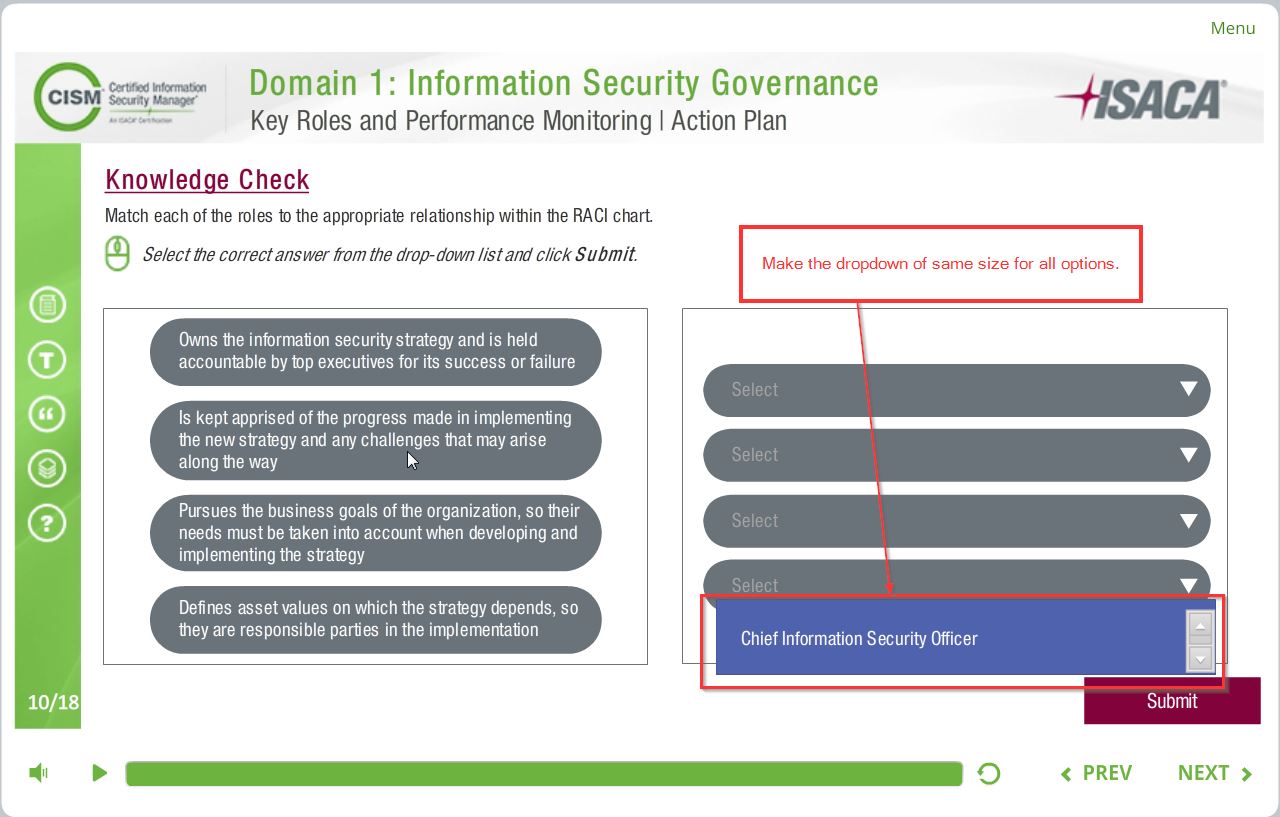 Menu
CISM
Certified Information
Security Manager®
An ISACA® Certification
Domain 1: Information Security Governance
Key Roles and Performance Monitoring | Action Plan
ISACA®
Knowledge Check
Match each of the roles to the appropriate relationship within the RACI chart.
Select the correct answer from the drop-down list and click Submit.
Make the dropdown of same size for all options.
Owns the information security strategy and is held
accountable by top executives for its success or failure
Is kept apprised of the progress made in implementing
the new strategy and any challenges that may arise
along the way
Pursues the business goals of the organization, so their
needs must be taken into account when developing and
implementing the strategy
Defines asset values on which the strategy depends, so
they are responsible parties in the implementation
Select
Select
Select
Select
Chief Information Security Officer
T
“
?
10/18
Submit
PREV
NEXT